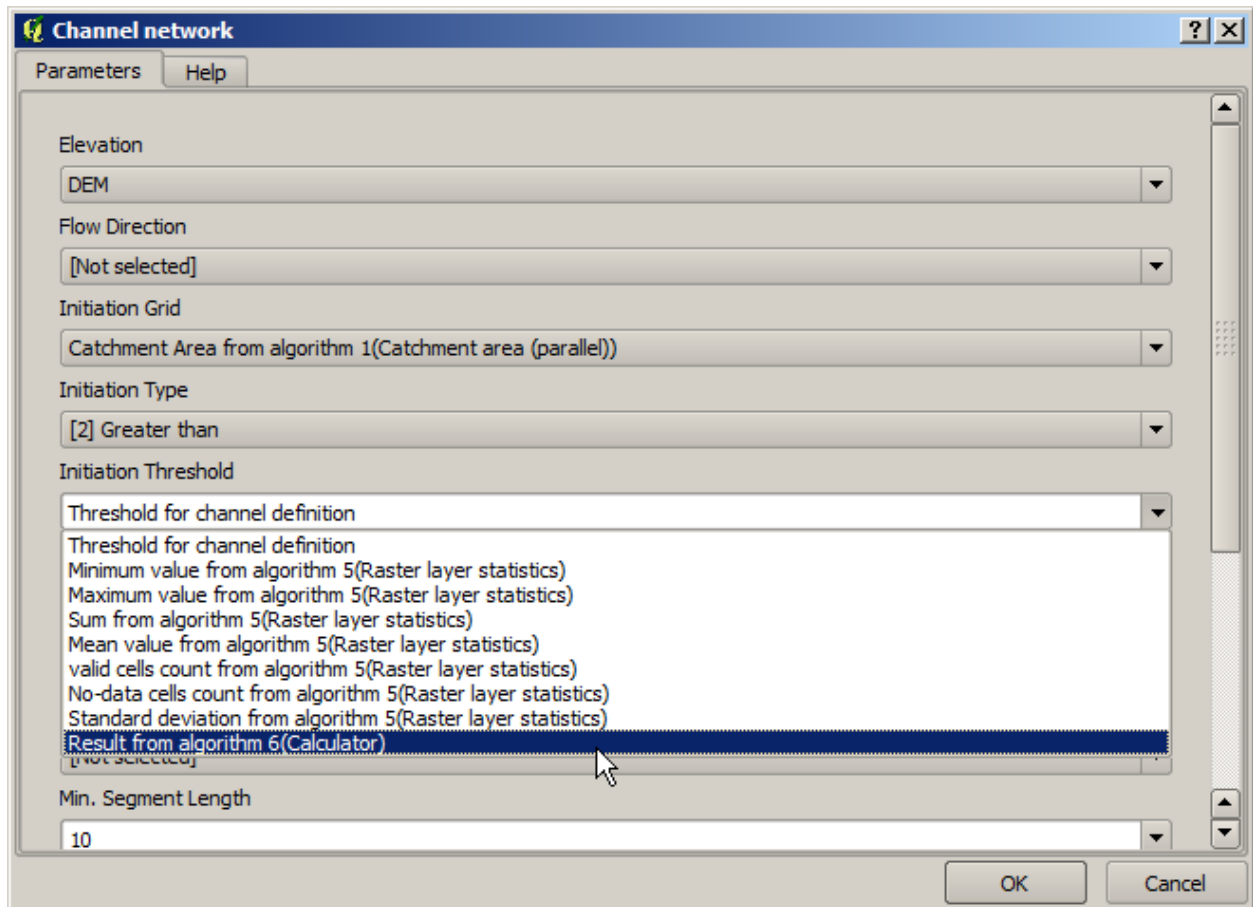 Channel network
Parameters Help
Elevation
DEM
Flow Direction
[Not selected]
Initiation Grid
Catchment Area from algorithm 1(Catchment area (parallel))
Initiation Type
[2] Greater than
Initiation Threshold
Threshold for channel definition
Threshold for channel definition
Minimum value from algorithm 5(Raster layer statistics)
Maximum value from algorithm 5(Raster layer statistics)
Sum from algorithm 5(Raster layer statistics)
Mean value from algorithm 5(Raster layer statistics)
valid cells count from algorithm 5(Raster layer statistics)
No-data cells count from algorithm 5(Raster layer statistics)
Standard deviation from algorithm 5(Raster layer statistics)
Result from algorithm 6(Calculator)
[Not selected]
Min. Segment Length
10
OK Cancel